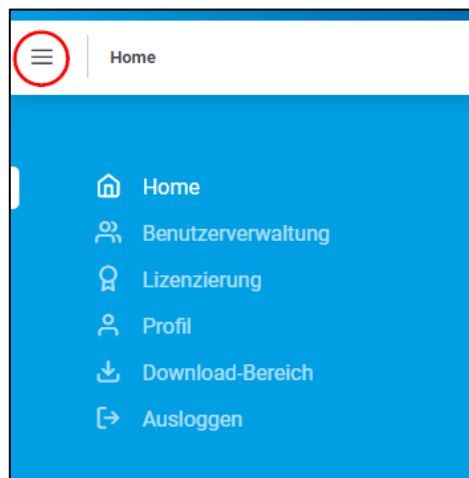 Home
Home
Benutzerverwaltung
Lizenzierung
Profil
Download-Bereich
Ausloggen